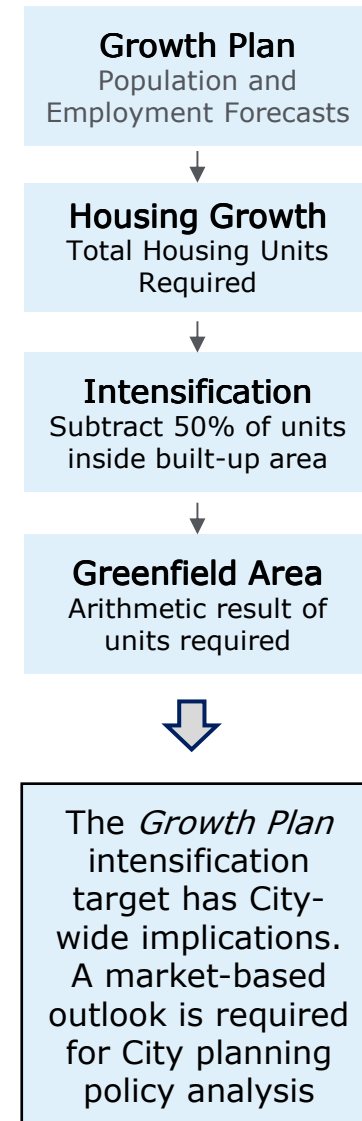 Growth Plan
Population and
Employment Forecasts
Housing Growth
Total Housing Units
Required
Intensification
Subtract 50% of units
inside built-up area
Greenfield Area
Arithmetic result of
units required
The Growth Plan
intensification
target has City-
wide implications.
A market-based
outlook is required
for City planning
policy analysis